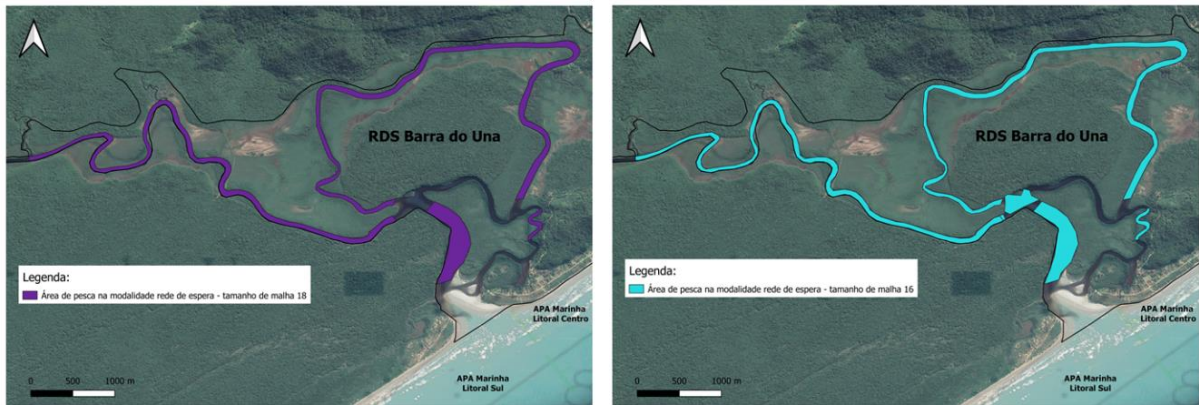 RDS Barra do Una
Legenda:
Área de pesca na modalidade rede de espera - tamanho de malha 18
APA Marinha
Litoral Centro
APA Marinha
Litoral Sul
0 500 1000 m
RDS Barra do Una
Legenda:
Área de pesca na modalidade rede de espera - tamanho de malha 16
APA Marinha
Litoral Centro
APA Marinha
Litoral Sul
0 500 1000 m